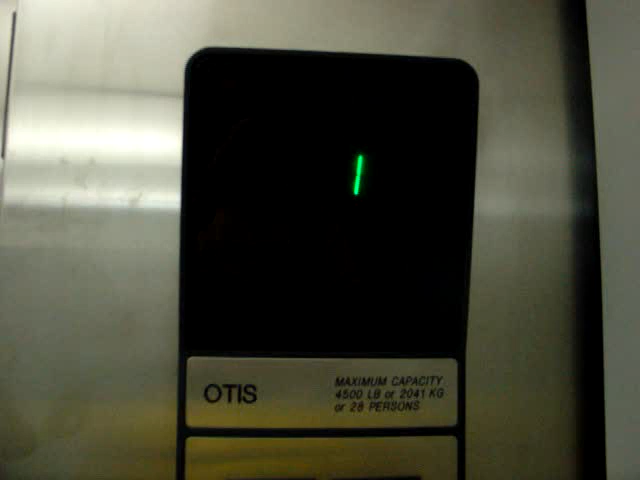 1
OTIS
MAXIMUM CAPACITY
4500 LB or 2041 KG
or 28 PERSONS